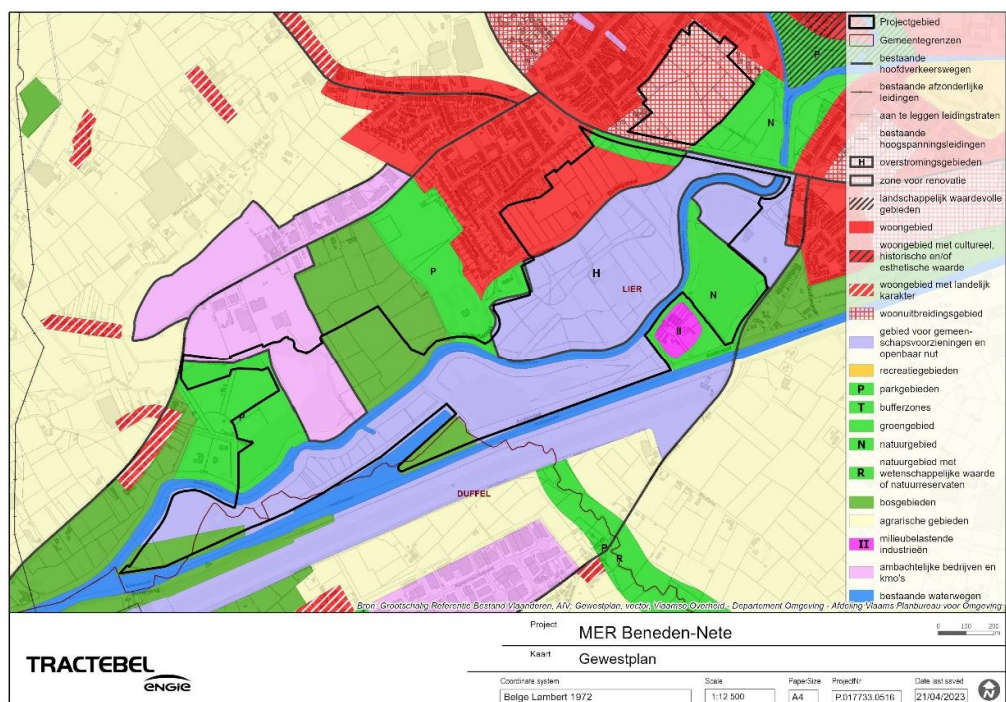 P
N
P
H
LIER
N
II
P
DUFFEL
P
R
Projectgebied
Gemeentegrenzen
bestaande
hoofdverkeerswegen
bestaande afzonderlijke
leidingen
aan te leggen leidingstraten
bestaande
hoogspanningsleidingen
H overstromingsgebieden
zone voor renovatie
landschappelijk waardevolle
gebieden
woongebied
woongebied met cultureel,
historische en/of
esthetische waarde
woongebied met landelijk
karakter
woonuitbreidingsgebied
gebied voor gemeen-
schapsvoorzieningen en
openbaar nut
recreatiegebieden
P parkgebieden
T bufferzones
groengebied
N natuurgebied
natuurgebied met
R wetenschappelijke waarde
of natuurreservaten
bosgebieden
agrarische gebieden
II milieubelastende
industrieën
ambachtelijke bedrijven en
kmo's
bestaande waterwegen
Bron: Grootschalig Referentie Bestand Vlaanderen, AIV; Gewestplan, vector, Vlaamse Overheid - Departement Omgeving - Afdeling Vlaams Planbureau voor Omgeving
Project MER Beneden-Nete
0 100 200
m
Kaart Gewestplan
TRACTEBEL
ENGIE
Coordinate system Scale PaperSize ProjectNr Date last saved
Belge Lambert 1972 1:12 500 A4 P.017733.0516 21/04/2023
N